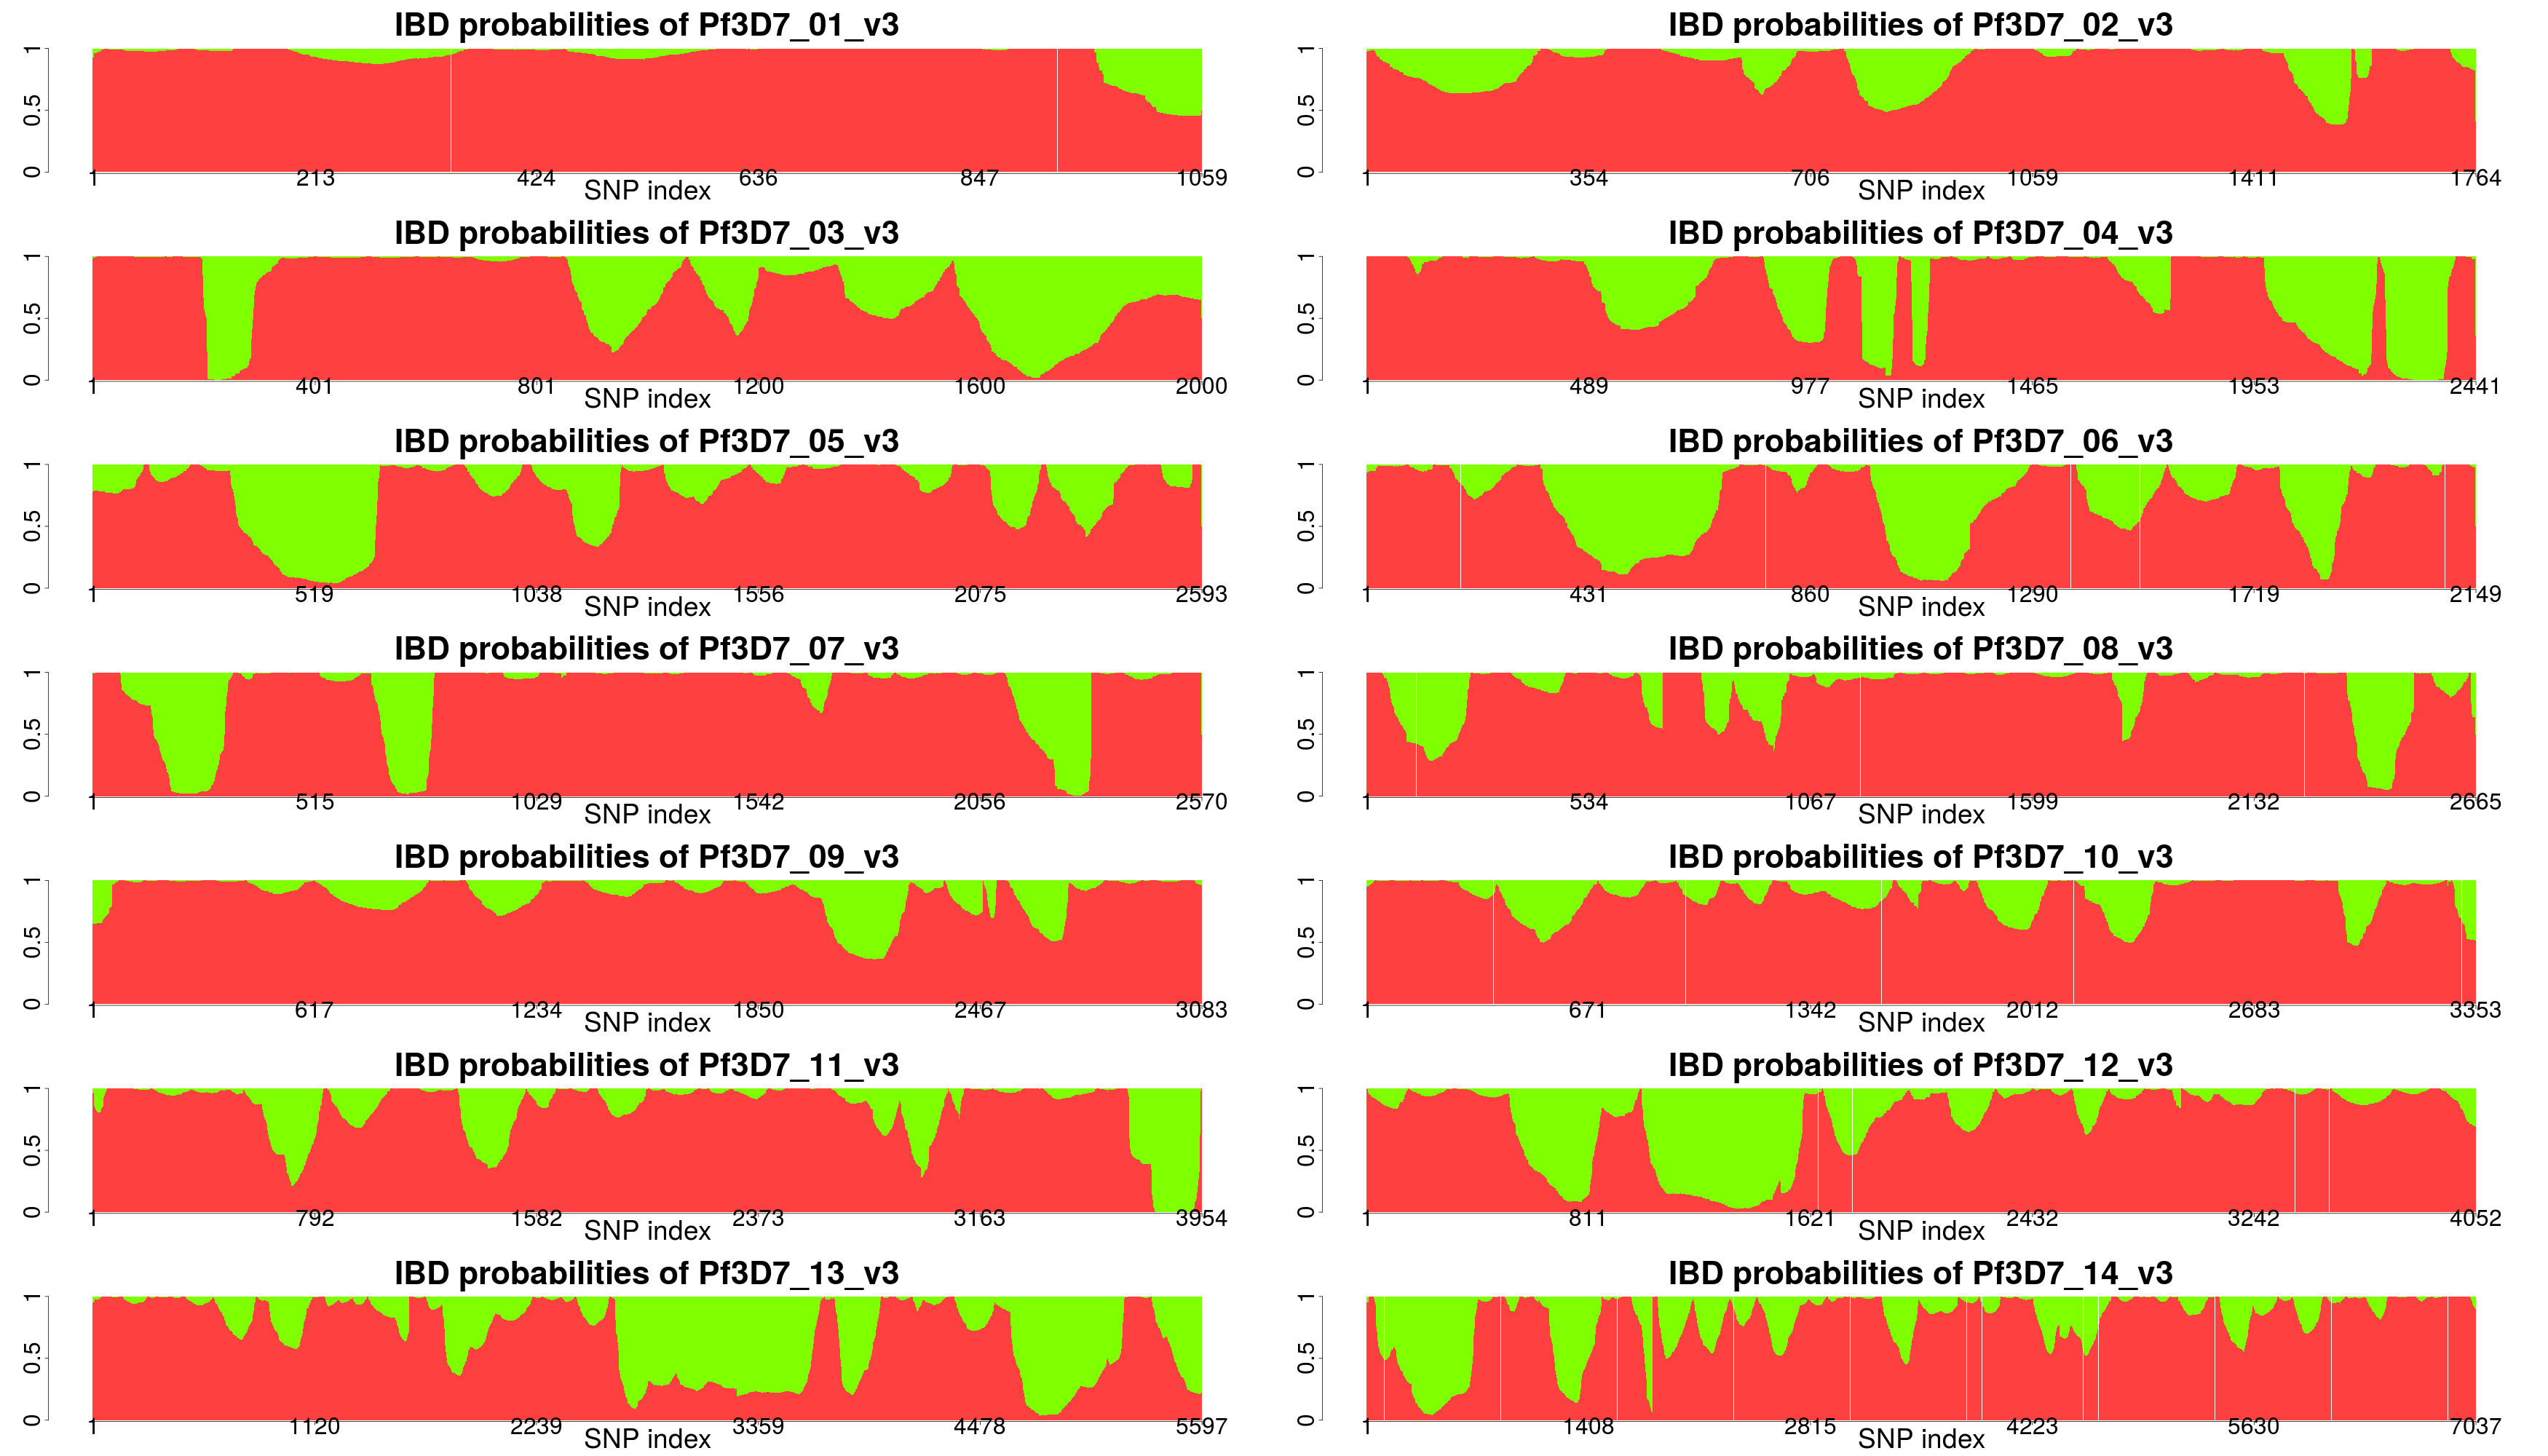 IBD probabilities of Pf3D7_01_v3
0 0.5 1
1 213 424 636 847 1059
SNP index
IBD probabilities of Pf3D7_02_v3
0 0.5 1
1 354 706 1059 1411 1764
SNP index
IBD probabilities of Pf3D7_03_v3
0 0.5 1
1 401 801 1200 1600 2000
SNP index
IBD probabilities of Pf3D7_04_v3
0 0.5 1
1 489 977 1465 1953 2441
SNP index
IBD probabilities of Pf3D7_05_v3
0 0.5 1
1 519 1038 1556 2075 2593
SNP index
IBD probabilities of Pf3D7_06_v3
0 0.5 1
1 431 860 1290 1719 2149
SNP index
IBD probabilities of Pf3D7_07_v3
0 0.5 1
1 515 1029 1542 2056 2570
SNP index
IBD probabilities of Pf3D7_08_v3
0 0.5 1
1 534 1067 1599 2132 2665
SNP index
IBD probabilities of Pf3D7_09_v3
0 0.5 1
1 617 1234 1850 2467 3083
SNP index
IBD probabilities of Pf3D7_10_v3
0 0.5 1
1 671 1342 2012 2683 3353
SNP index
IBD probabilities of Pf3D7_11_v3
0 0.5 1
1 792 1582 2373 3163 3954
SNP index
IBD probabilities of Pf3D7_12_v3
0 0.5 1
1 811 1621 2432 3242 4052
SNP index
IBD probabilities of Pf3D7_13_v3
0 0.5 1
1 1120 2239 3359 4478 5597
SNP index
IBD probabilities of Pf3D7_14_v3
0 0.5 1
1 1408 2815 4223 5630 7037
SNP index